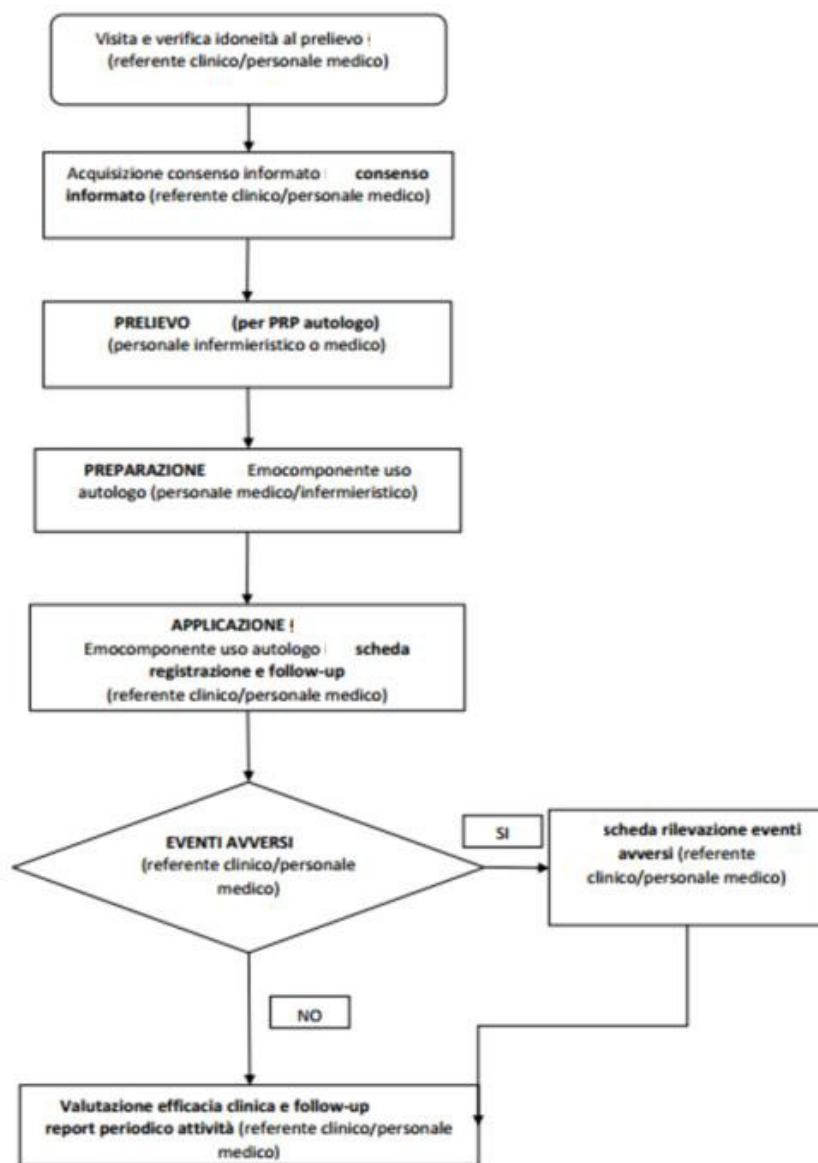 Visita e verifica idoneità al prelievo
(referente clinico/personale medico)
Acquisizione consenso informato consenso
informato (referente clinico/personale medico)
PRELIEVO (per PRP autologo)
(personale infermieristico o medico)
PREPARAZIONE Emocomponente uso
autologo (personale medico/infermieristico)
APPLICAZIONE
Emocomponente uso autologo scheda
registrazione e follow-up
(referente clinico/personale medico)
EVENTI AVVERSI
(referente clinico/personale
medico)
SI
scheda rilevazione eventi
avversi (referente
clinico/personale medico)
NO
Valutazione efficacia clinica e follow-up
report periodico attività (referente clinico/personale
medico)